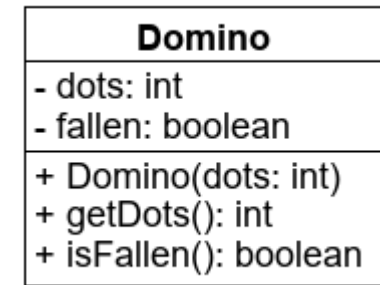 Domino
- dots: int
- fallen: boolean
+ Domino(dots: int)
+ getDots(): int
+ isFallen(): boolean